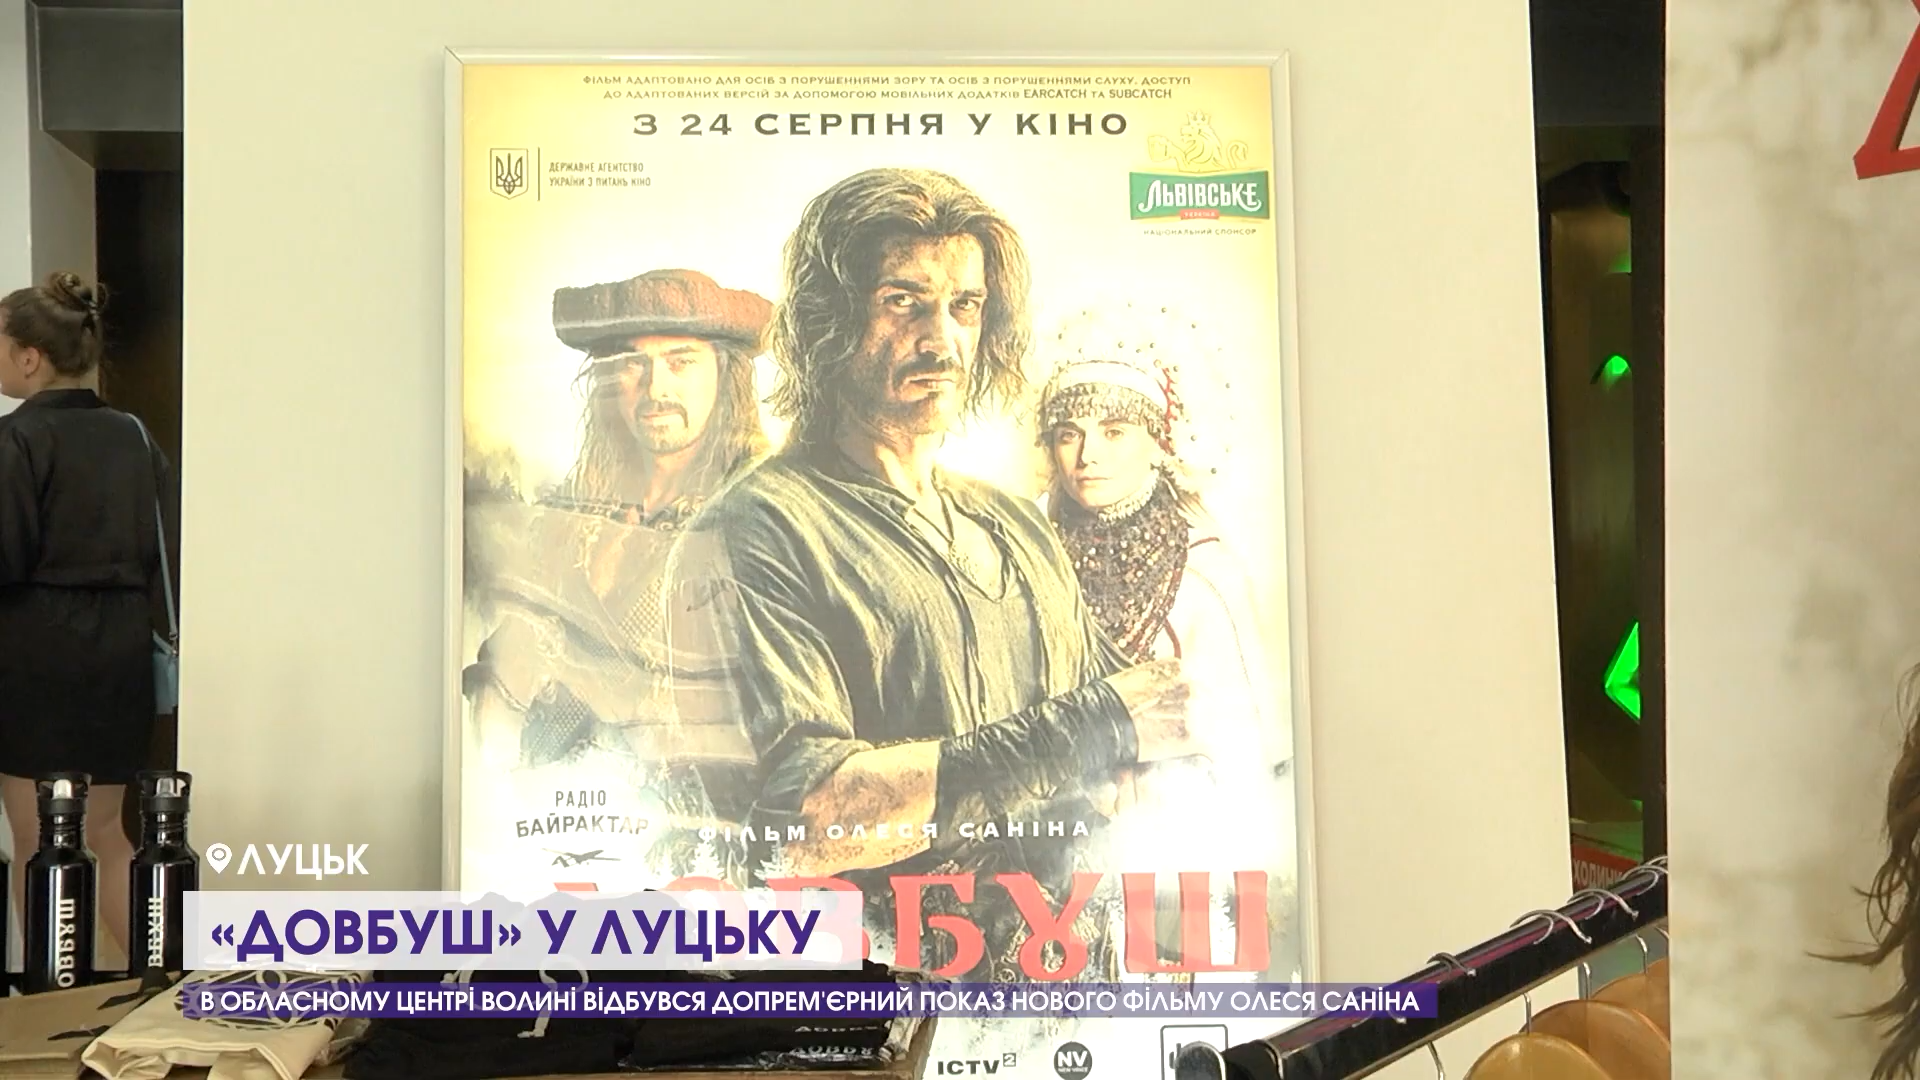 ФІЛЬМ АДАПТОВАНО ДЛЯ ОСІБ З ПОРУШЕННЯМИ ЗОРУ ТА ОСІБ З ПОРУШЕННЯМИ СЛУХУ. ДОСТУП
ДО АДАПТОВАНИХ ВЕРСІЙ ЗА ДОПОМОГОЮ МОБІЛЬНИХ ДОДАТКІВ EARCATCH ТА SUBCATCH
З 24 СЕРПНЯ У КІНО
ДЕРЖАВНЕ АГЕНТСТВО
УКРАЇНИ З ПИТАНЬ КІНО
ЛЬВІВСЬКЕ
УКРАЇНА
НАЦІОНАЛЬНИЙ СПОНСОР
РАДІО
БАЙРАКТАР
ФІЛЬМ ОЛЕСЯ САНІНА
ДОВБУШ
ЛУЦЬК
«ДОВБУШ» У ЛУЦЬКУ
В ОБЛАСНОМУ ЦЕНТРІ ВОЛИНІ ВІДБУВСЯ ДОПРЕМ'ЄРНИЙ ПОКАЗ НОВОГО ФІЛЬМУ ОЛЕСЯ САНІНА
ICTV2
NV